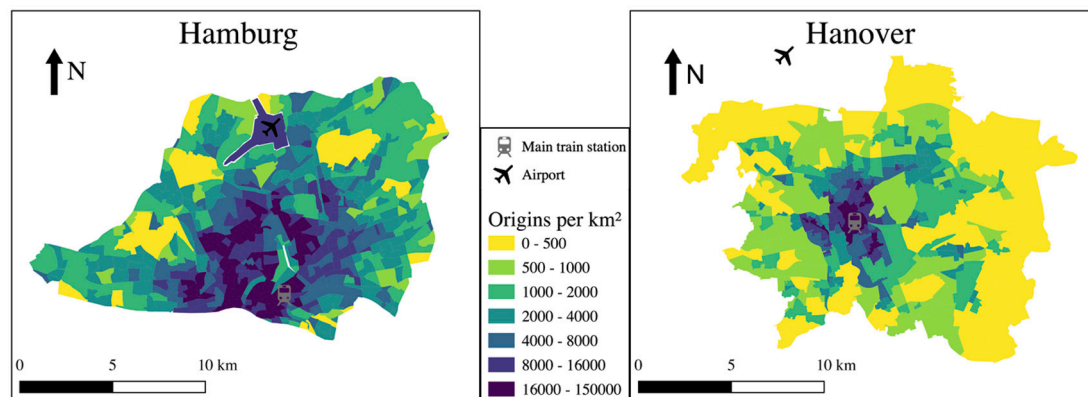 Hamburg
N
0 5 10 km
Main train station
Airport
Origins per km²
0 - 500
500 - 1000
1000 - 2000
2000 - 4000
4000 - 8000
8000 - 16000
16000 - 150000
Hanover
N
0 5 10 km